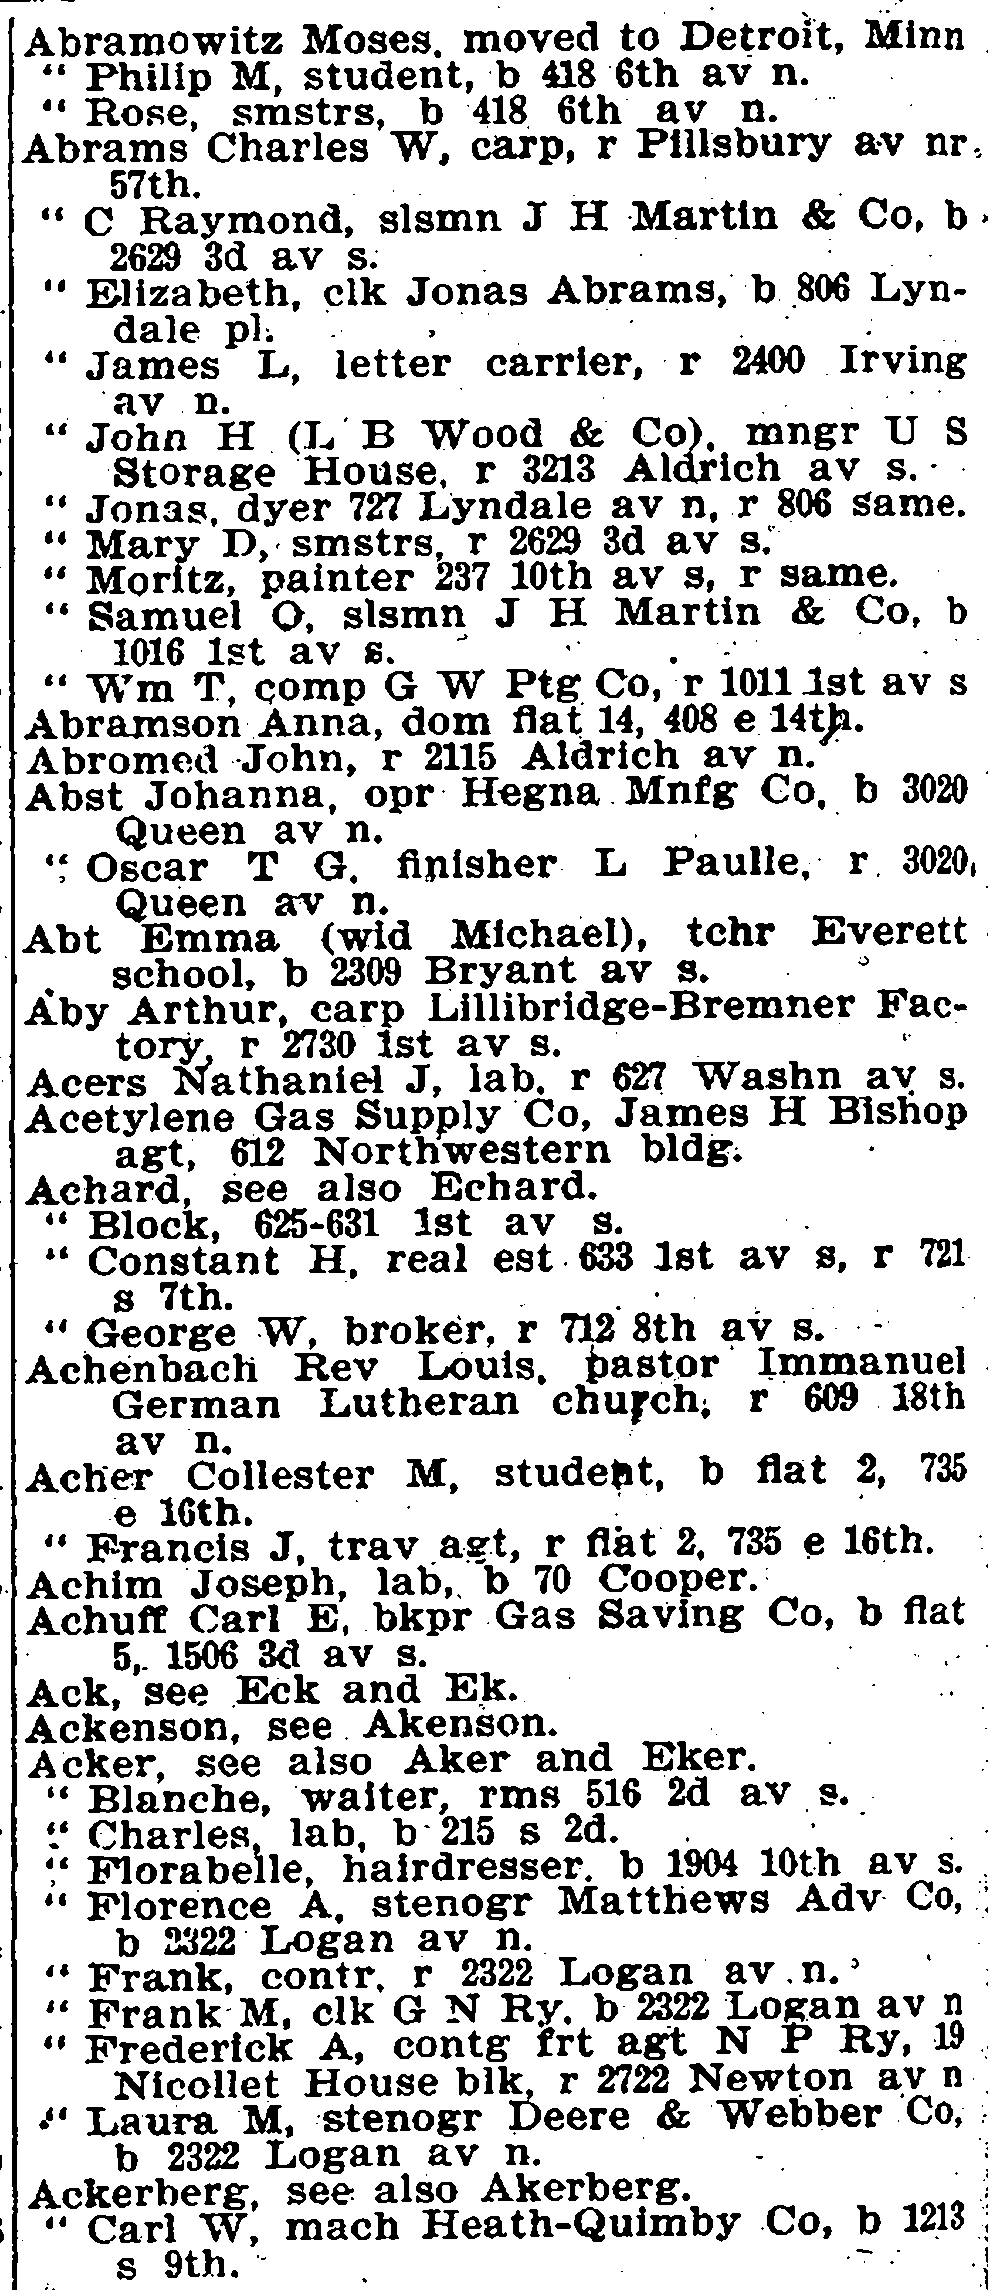 Abramowitz Moses, moved to Detroit, Minn
“ Philip M, student, b 418 6th av n.
“ Rose, smstrs, b 418 6th av n.
Abrams Charles W, carp, r Pillsbury av nr
57th.
“ C Raymond, slsmn J H Martin & Co, b
2629 3d av s.
“ Elizabeth, clk Jonas Abrams, b 806 Lyn-
dale pl.
“ James L, letter carrier, r 2400 Irving
av n.
“ John H (L B Wood & Co), mngr U S
Storage House, r 3213 Aldrich av s.
“ Jonas, dyer 727 Lyndale av n, r 806 same.
“ Mary D, smstrs, r 2629 3d av s.
“ Moritz, painter 237 10th av s, r same.
“ Samuel O, slsmn J H Martin & Co, b
1016 1st av s.
“ Wm T, comp G W Ptg Co, r 1011 1st av s
Abramson Anna, dom flat 14, 408 e 14th.
Abromed John, r 2115 Aldrich av n.
Abst Johanna, opr Hegna Mnfg Co, b 3020
Queen av n.
“ Oscar T G, finisher L Paulle, r 3020
Queen av n.
Abt Emma (wid Michael), tchr Everett
school, b 2309 Bryant av s.
Aby Arthur, carp Lillibridge-Bremner Fac-
tory, r 2730 1st av s.
Acers Nathaniel J, lab, r 627 Washn av s.
Acetylene Gas Supply Co, James H Bishop
agt, 612 Northwestern bldg.
Achard, see also Echard.
“ Block, 625-631 1st av s.
“ Constant H, real est 633 1st av s, r 721
s 7th.
“ George W, broker, r 712 8th av s.
Achenbach Rev Louis, pastor Immanuel
German Lutheran church, r 609 18th
av n.
Acher Collester M, student, b flat 2, 735
e 16th.
“ Francis J, trav agt, r flat 2, 735 e 16th.
Achim Joseph, lab, b 70 Cooper.
Achuff Carl E, bkpr Gas Saving Co, b flat
5, 1506 3d av s.
Ack, see Eck and Ek.
Ackenson, see Akenson.
Acker, see also Aker and Eker.
“ Blanche, waiter, rms 516 2d av s.
“ Charles, lab, b 215 s 2d.
“ Florabelle, hairdresser, b 1904 10th av s.
“ Florence A, stenogr Matthews Adv Co,
b 2322 Logan av n.
“ Frank, contr, r 2322 Logan av n.
“ Frank M, clk G N Ry, b 2322 Logan av n
“ Frederick A, contg frt agt N P Ry, 19
Nicollet House blk, r 2722 Newton av n
“ Laura M, stenogr Deere & Webber Co,
b 2322 Logan av n.
Ackerberg, see also Akerberg.
“ Carl W, mach Heath-Quimby Co, b 1213
s 9th.